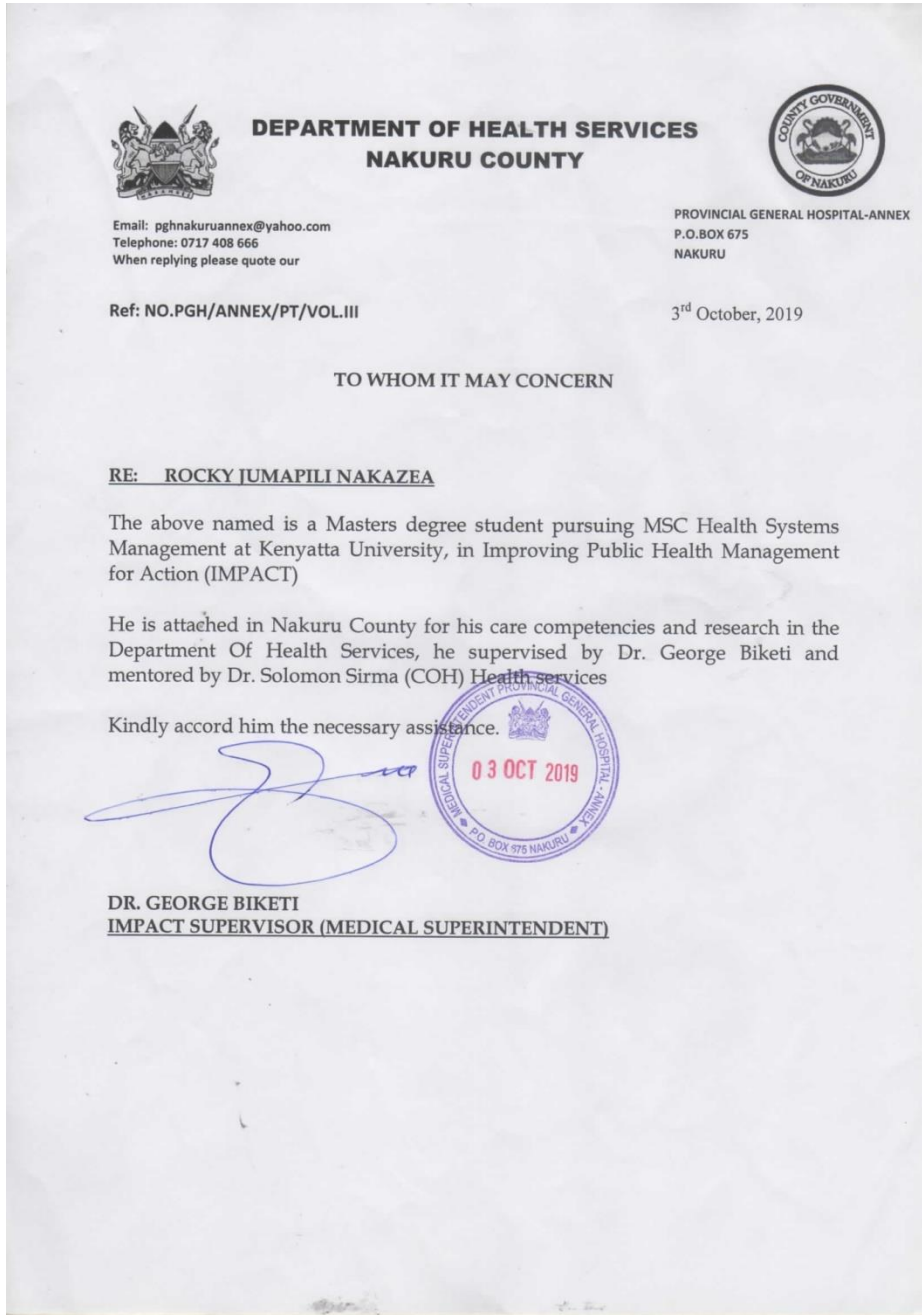 DEPARTMENT OF HEALTH SERVICES
NAKURU COUNTY
COUNTY GOVERNMENT
OF NAKURU
Email: pghnakuruannex@yahoo.com
Telephone: 0717 408 666
When replying please quote our
PROVINCIAL GENERAL HOSPITAL-ANNEX
P.O.BOX 675
NAKURU
Ref: NO.PGH/ANNEX/PT/VOL.III
3rd October, 2019
TO WHOM IT MAY CONCERN
RE: ROCKY JUMAPILI NAKAZEA
The above named is a Masters degree student pursuing MSC Health Systems
Management at Kenyatta University, in Improving Public Health Management
for Action (IMPACT)
He is attached in Nakuru County for his care competencies and research in the
Department Of Health Services, he supervised by Dr. George Biketi and
mentored by Dr. Solomon Sirma (COH) Health services
Kindly accord him the necessary assistance.
MEDICAL SUPERINTENDENT PROVINCIAL GENERAL HOSPITAL - ANNEX
03 OCT 2019
P.O. BOX 675 NAKURU
DR. GEORGE BIKETI
IMPACT SUPERVISOR (MEDICAL SUPERINTENDENT)